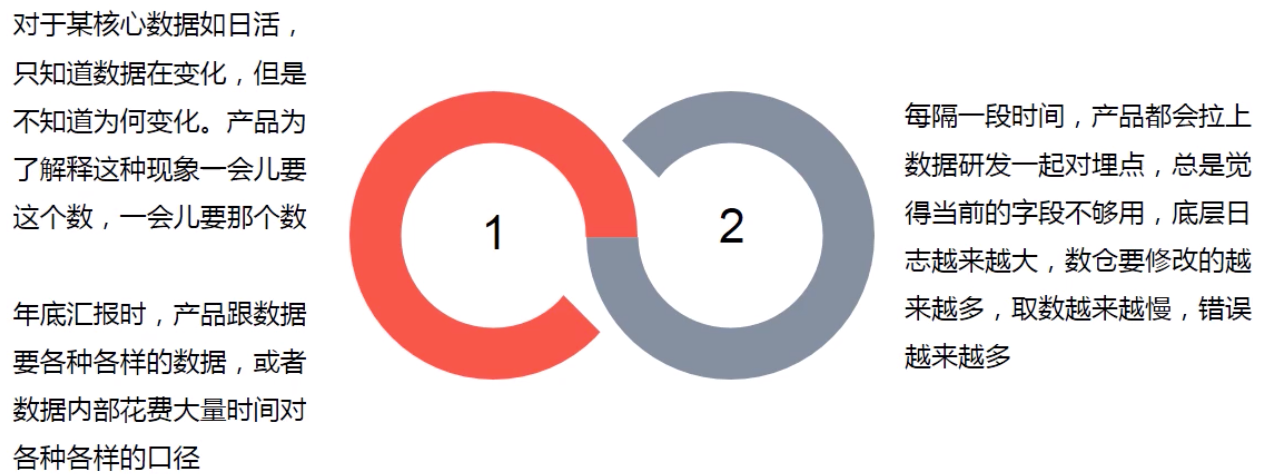 对于某核心数据如日活，
只知道数据在变化，但是
不知道为何变化。产品为
了解释这种现象一会儿要
这个数，一会儿要那个数
年底汇报时，产品跟数据
要各种各样的数据，或者
数据内部花费大量时间对
各种各样的口径
1
2
每隔一段时间，产品都会拉上
数据研发一起对埋点，总是觉
得当前的字段不够用，底层日
志越来越大，数仓要修改的越
来越多，取数越来越慢，错误
越来越多